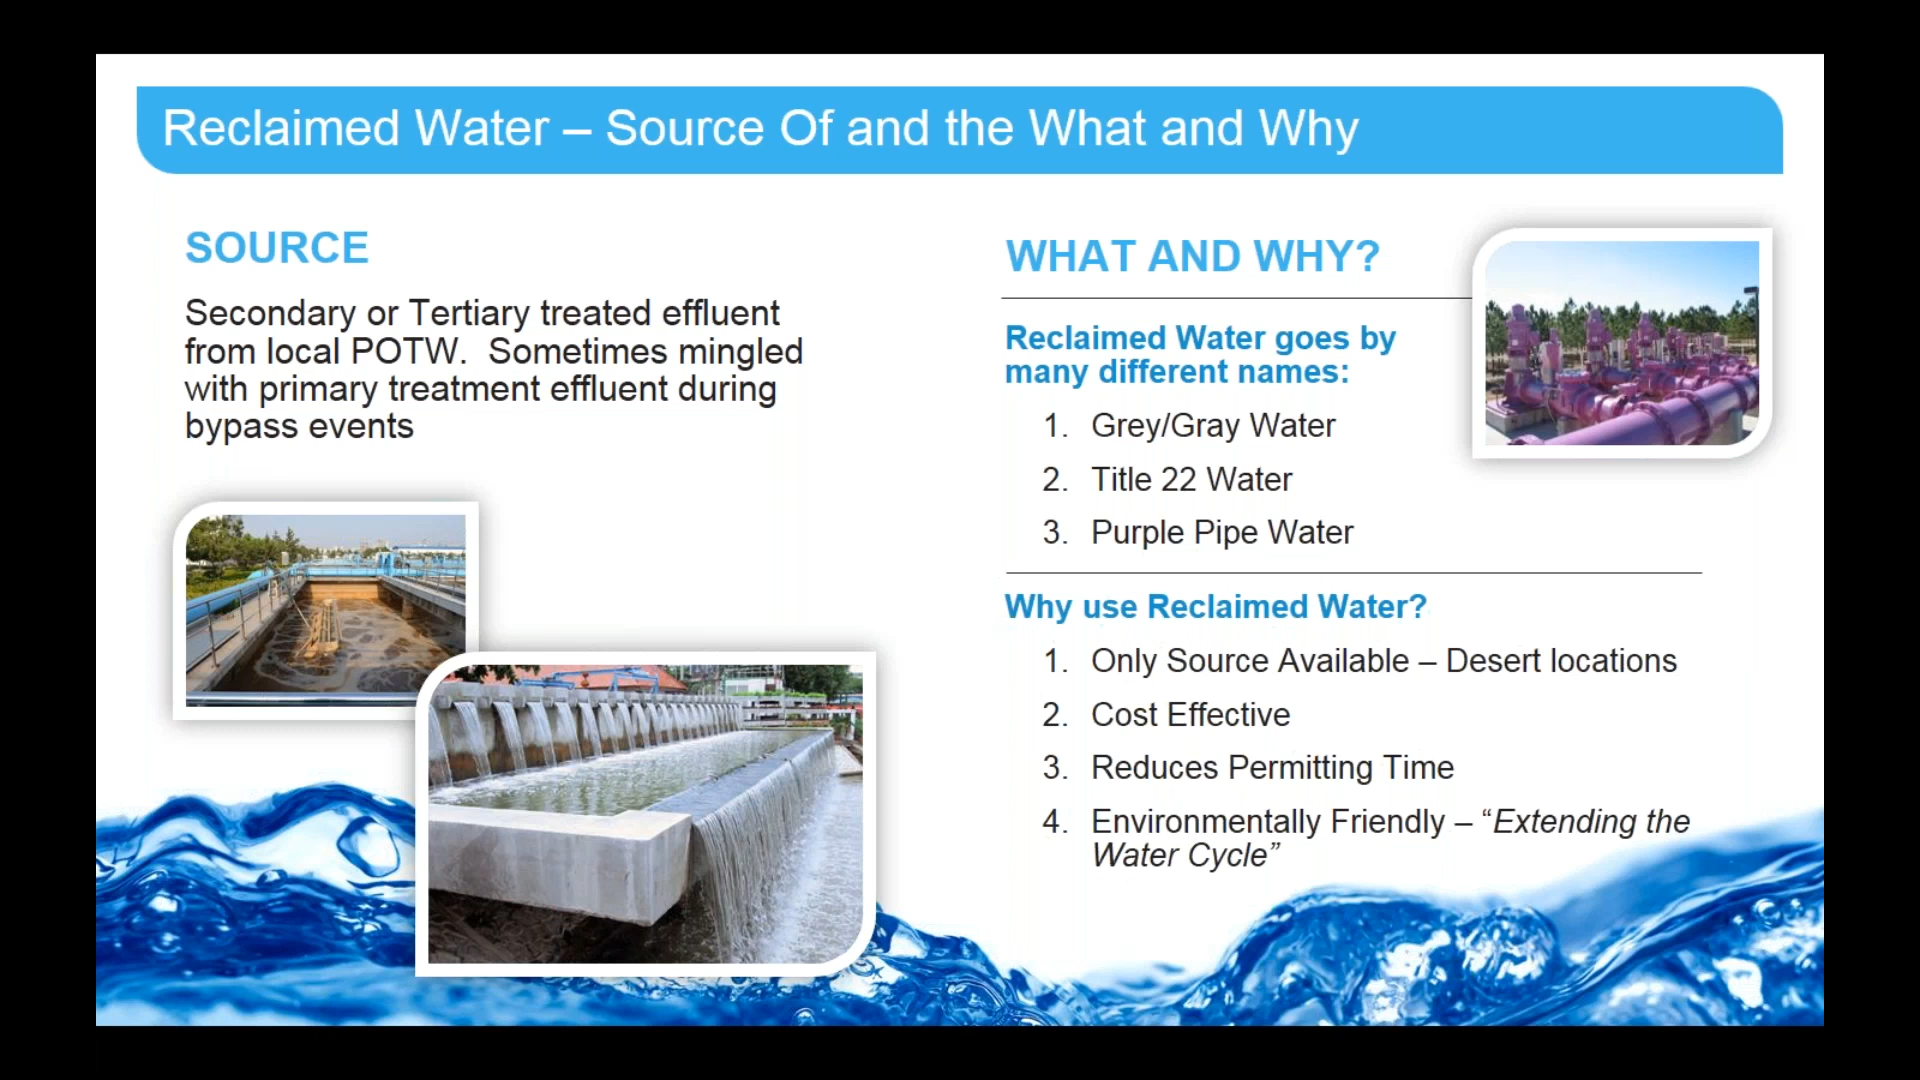 Reclaimed Water – Source Of and the What and Why
SOURCE
Secondary or Tertiary treated effluent
from local POTW.  Sometimes mingled
with primary treatment effluent during
bypass events
WHAT AND WHY?
Reclaimed Water goes by
many different names:
1. Grey/Gray Water
2. Title 22 Water
3. Purple Pipe Water
Why use Reclaimed Water?
1. Only Source Available – Desert locations
2. Cost Effective
3. Reduces Permitting Time
4. Environmentally Friendly – “Extending the
Water Cycle”